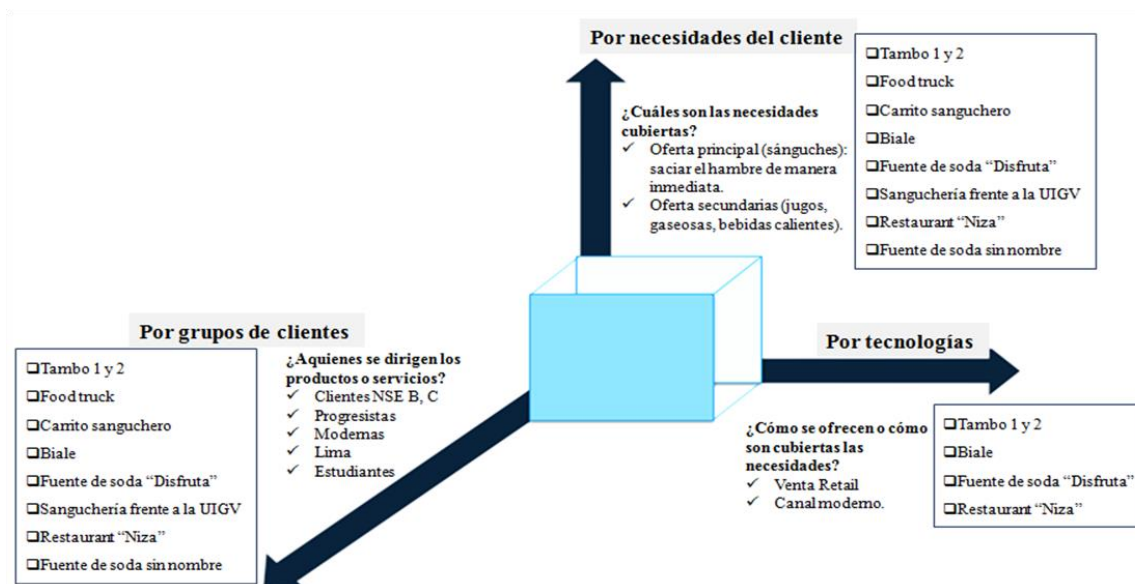 Por necesidades del cliente
¿Cuáles son las necesidades
cubiertas?
✓ Oferta principal (sánguches):
saciar el hambre de manera
inmediata.
✓ Oferta secundarias (jugos,
gaseosas, bebidas calientes).
❑Tambo 1 y 2
❑Food truck
❑Carrito sanguchero
❑Biale
❑Fuente de soda “Disfruta”
❑Sanguchería frente a la UIGV
❑Restaurant “Niza”
❑Fuente de soda sin nombre
Por grupos de clientes
❑Tambo 1 y 2
❑Food truck
❑Carrito sanguchero
❑Biale
❑Fuente de soda “Disfruta”
❑Sanguchería frente a la UIGV
❑Restaurant “Niza”
❑Fuente de soda sin nombre
¿Aquienes se dirigen los
productos o servicios?
✓ Clientes NSE B, C
✓ Progresistas
✓ Modernas
✓ Lima
✓ Estudiantes
Por tecnologías
¿Cómo se ofrecen o cómo
son cubiertas las
necesidades?
✓ Venta Retail
✓ Canal moderno.
❑Tambo 1 y 2
❑Biale
❑Fuente de soda “Disfruta”
❑Restaurant “Niza”